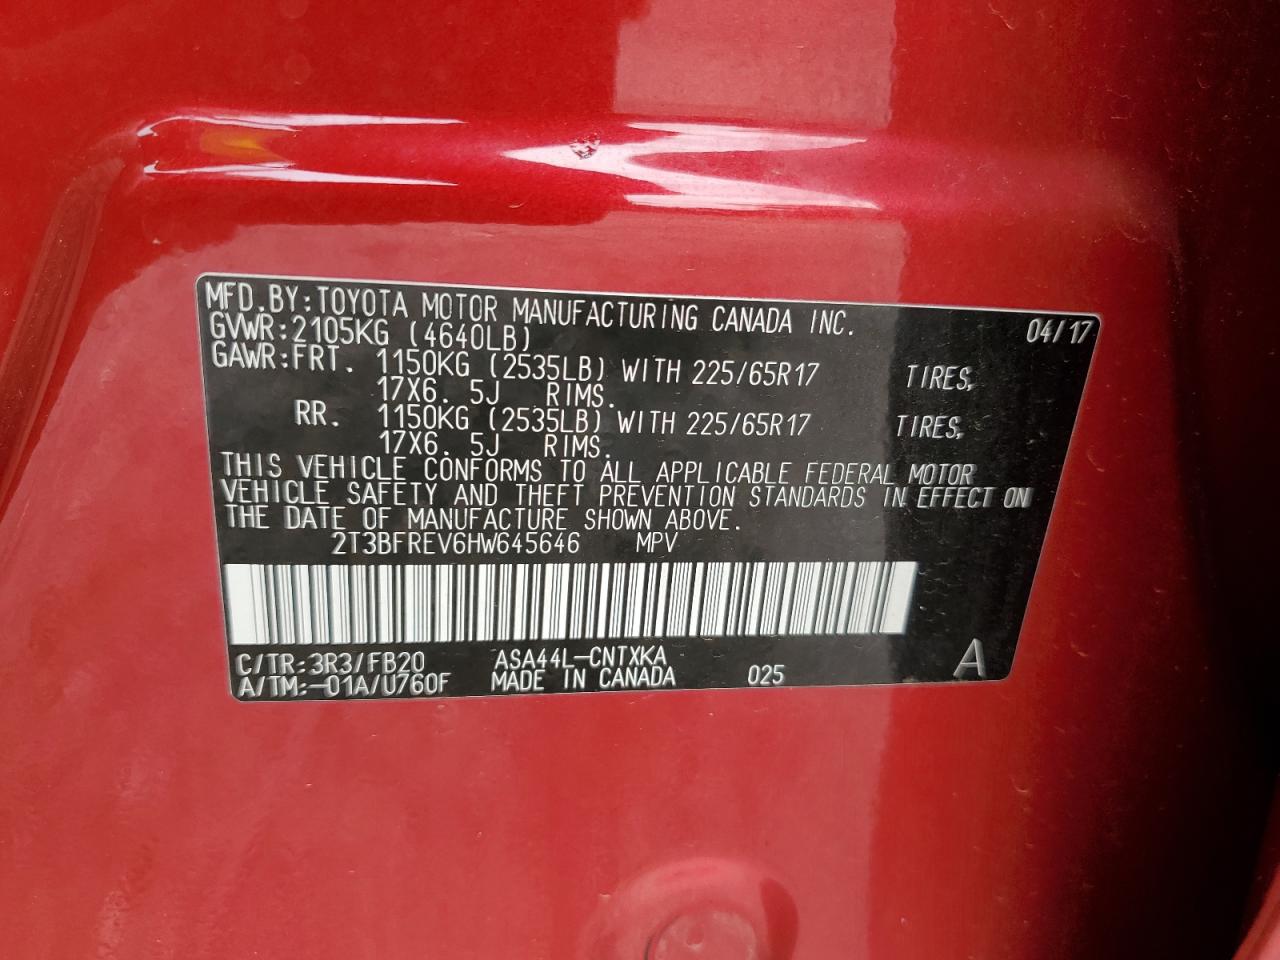 MFD.BY:TOYOTA MOTOR MANUFACTURING CANADA INC. 04/17
GVWR:2105KG (4640LB)
GAWR:FRT. 1150KG (2535LB) WITH 225/65R17 TIRES,
17X6. 5J RIMS.
RR. 1150KG (2535LB) WITH 225/65R17 TIRES,
17X6. 5J RIMS.
THIS VEHICLE CONFORMS TO ALL APPLICABLE FEDERAL MOTOR
VEHICLE SAFETY AND THEFT PREVENTION STANDARDS IN EFFECT ON
THE DATE OF MANUFACTURE SHOWN ABOVE.
2T3BFREV6HW645646 MPV
C/TR:3R3/FB20 ASA44L-CNTXKA A
A/TM:-01A/U760F MADE IN CANADA 025